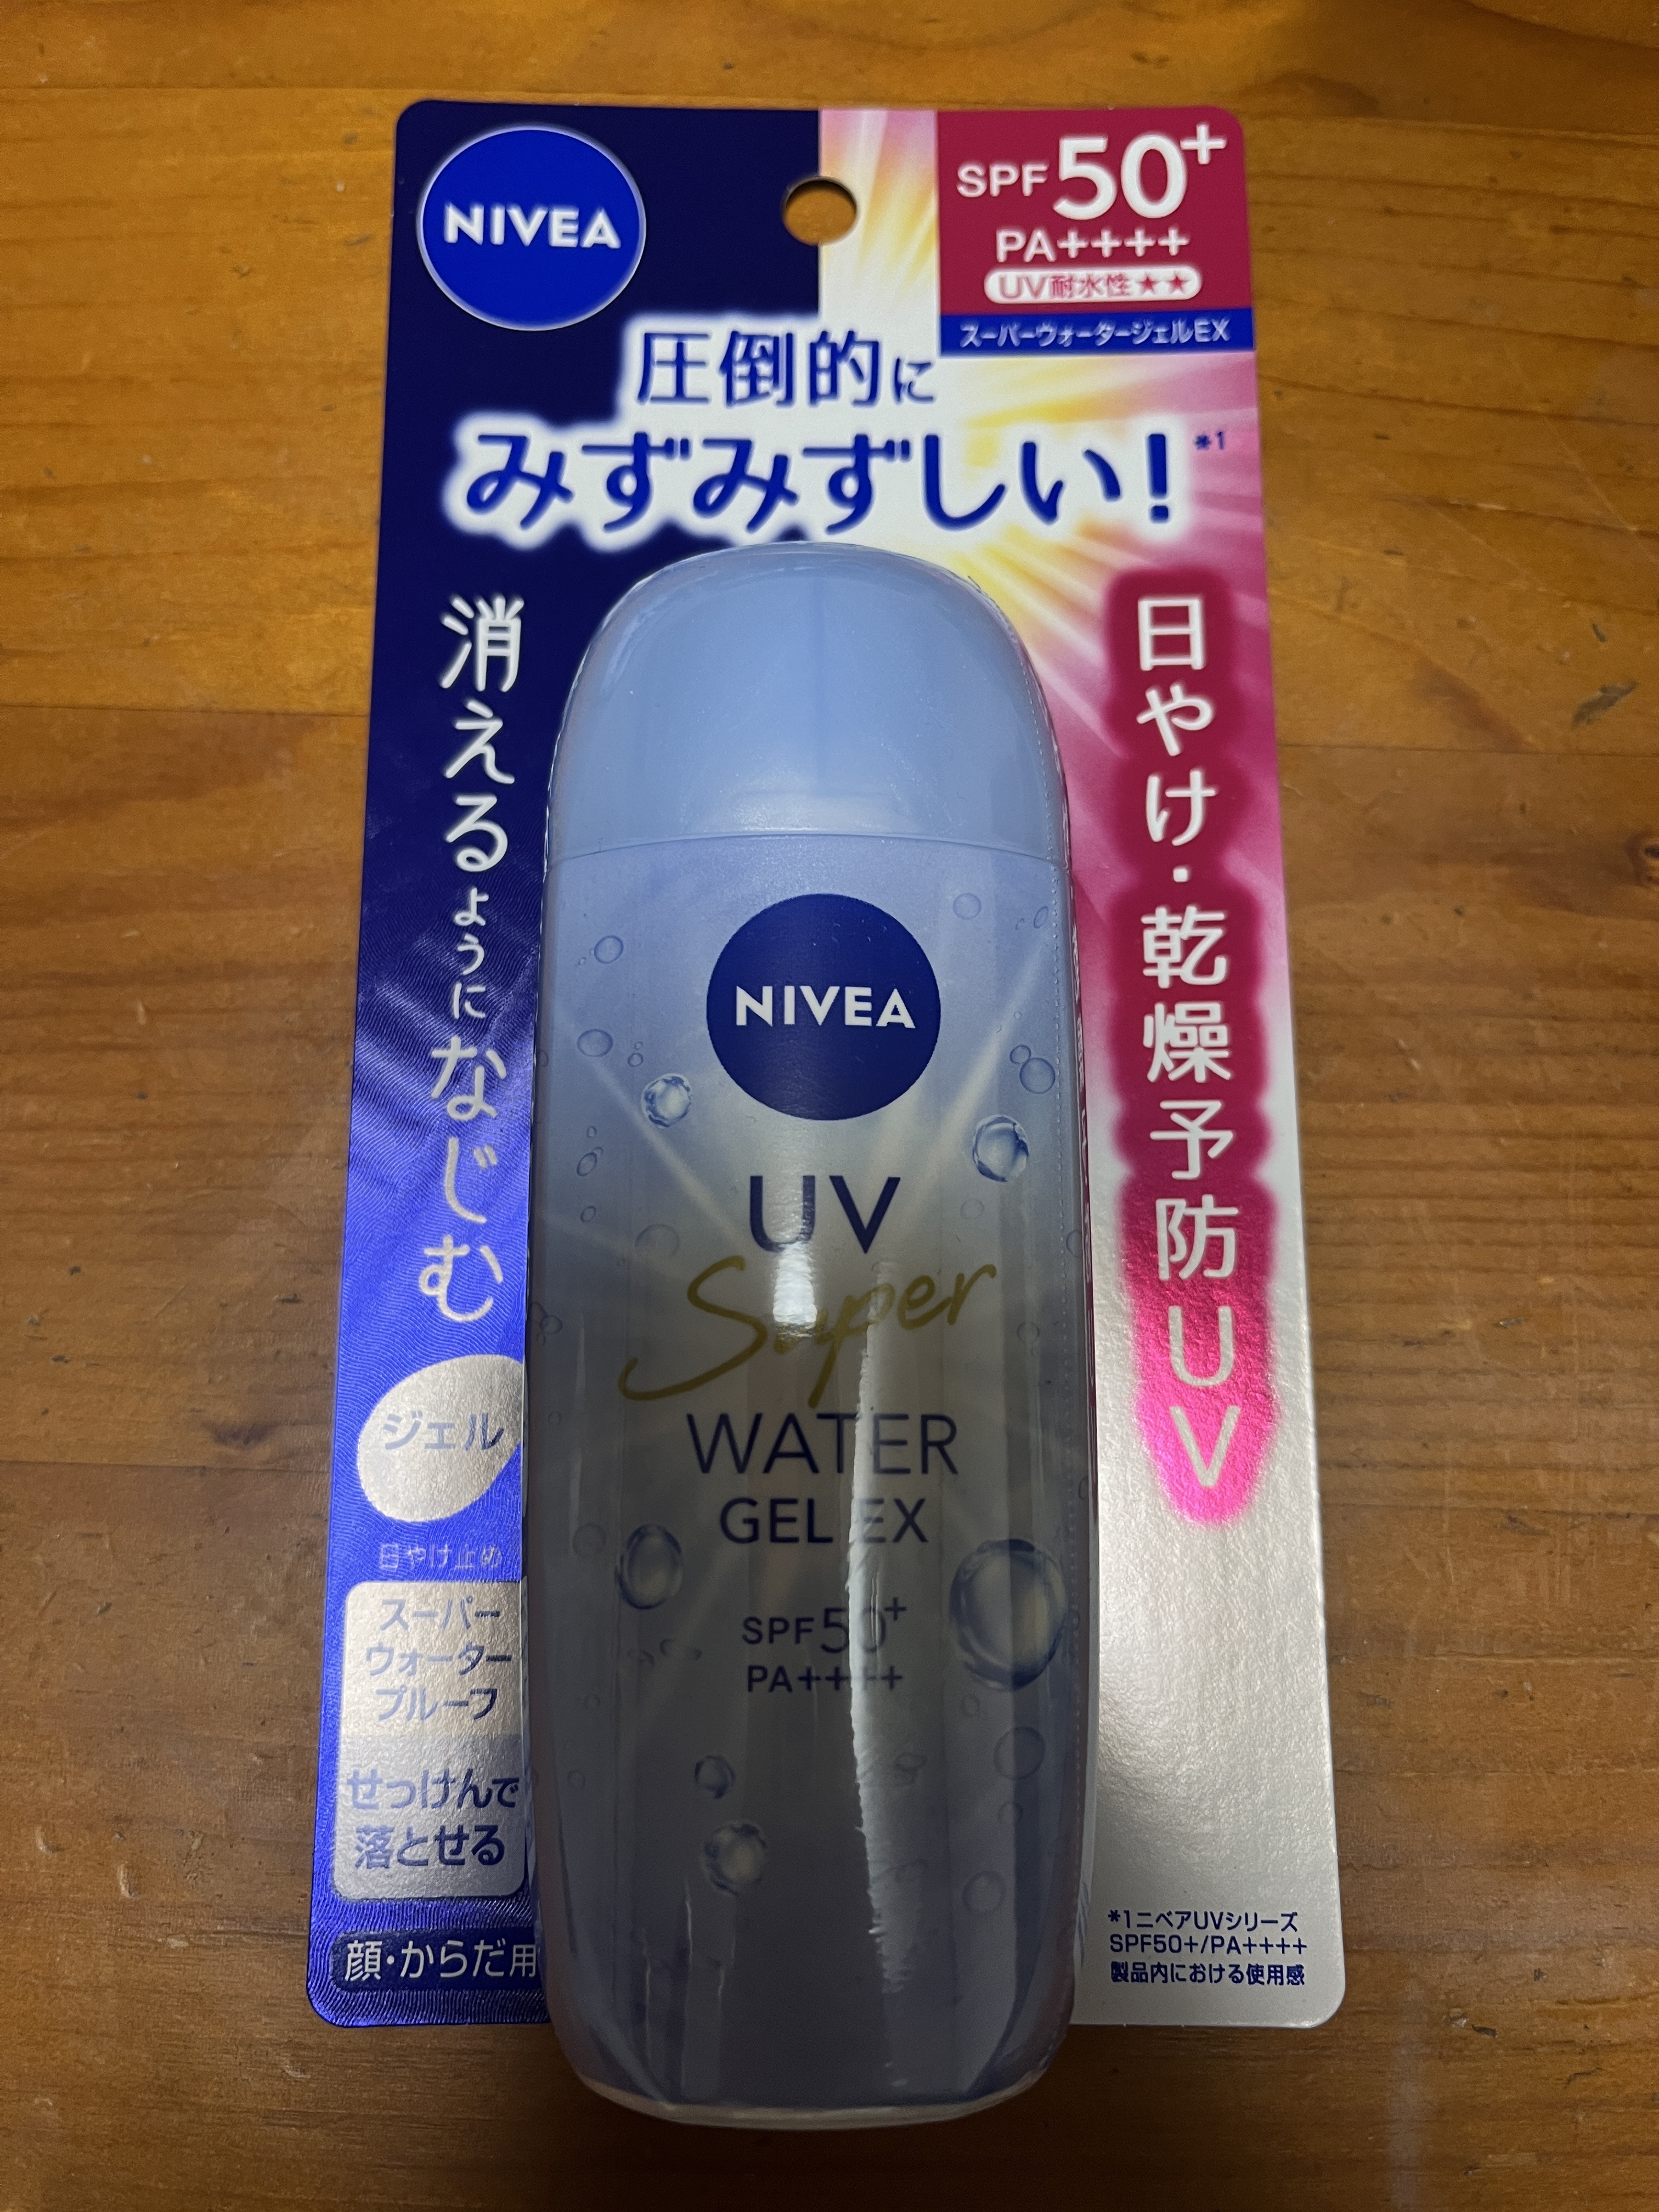 NIVEA
SPF50+
PA++++
UV耐水性★★
スーパーウォータージェルEX
圧倒的に
みずみずしい!*1
消えるようになじむ
日やけ・乾燥予防UV
NIVEA
UV
Super
WATER
GEL EX
SPF50+
PA++++
ジェル
日やけ止め
スーパー
ウォーター
プルーフ
せっけんで
落とせる
顔・からだ用
*1ニベアUVシリーズ
SPF50+/PA++++
製品内における使用感